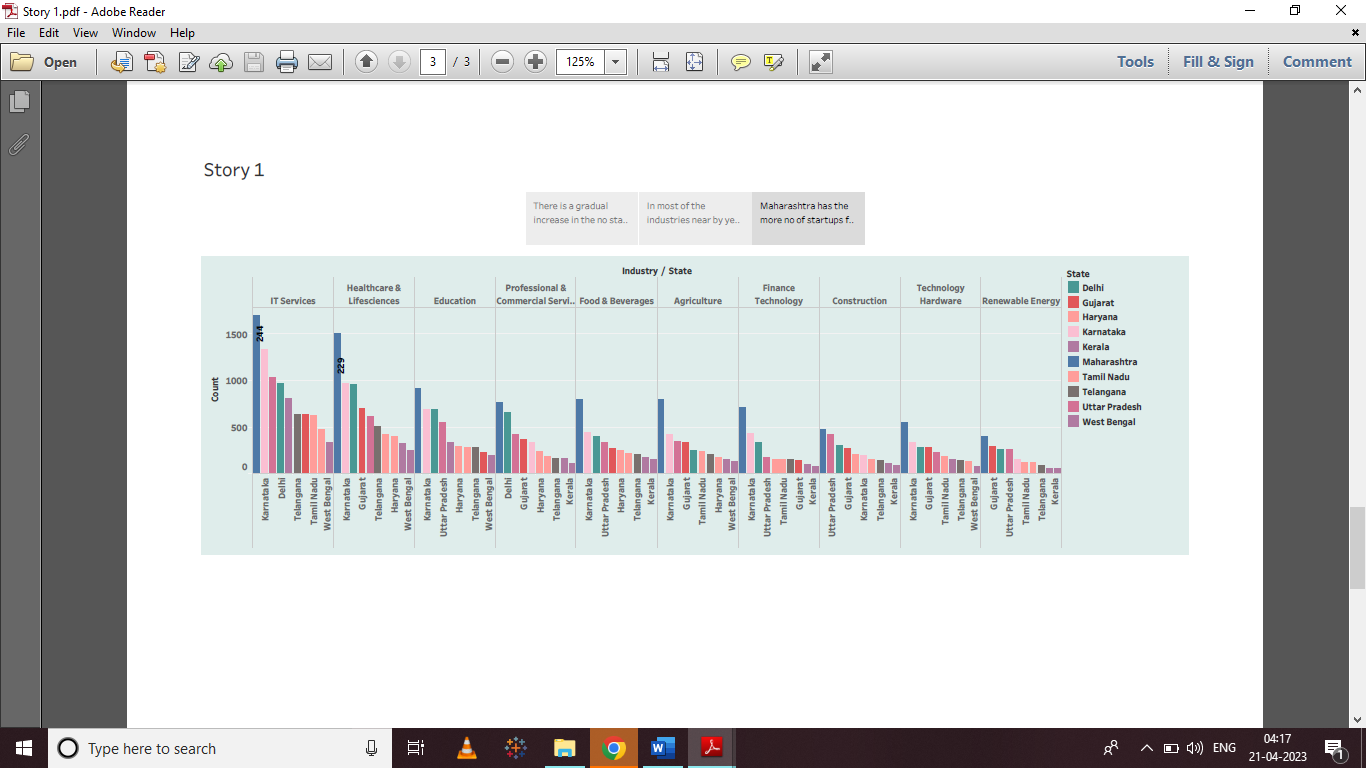 Story 1.pdf - Adobe Reader
File Edit View Window Help
Open 3 / 3 125% Tools Fill & Sign Comment
Story 1
There is a gradual
increase in the no sta..
In most of the
industries near by ye..
Maharashtra has the
more no of startups f..
Industry / State
IT Services
Healthcare &
Lifesciences
Education
Professional &
Commercial Servi..
Food & Beverages
Agriculture
Finance
Technology
Construction
Technology
Hardware
Renewable Energy
Count
1500
1000
500
0
244
229
Karnataka
Delhi
Telangana
Tamil Nadu
West Bengal
Karnataka
Gujarat
Telangana
Haryana
West Bengal
Karnataka
Uttar Pradesh
Haryana
Telangana
West Bengal
Delhi
Gujarat
Haryana
Telangana
Kerala
Karnataka
Uttar Pradesh
Haryana
Telangana
Kerala
Karnataka
Gujarat
Tamil Nadu
Haryana
West Bengal
Karnataka
Uttar Pradesh
Tamil Nadu
Gujarat
Kerala
Uttar Pradesh
Gujarat
Karnataka
Telangana
Kerala
Karnataka
Gujarat
Tamil Nadu
Telangana
West Bengal
Gujarat
Uttar Pradesh
Tamil Nadu
Telangana
Kerala
State
Delhi
Gujarat
Haryana
Karnataka
Kerala
Maharashtra
Tamil Nadu
Telangana
Uttar Pradesh
West Bengal
Type here to search
ENG
04:17
21-04-2023
1